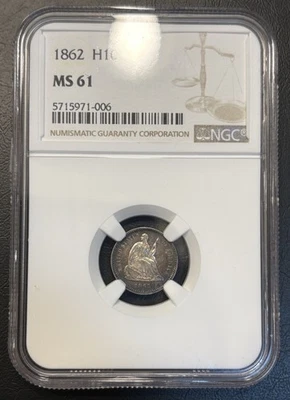 1862 H10C
MS 61
5715971-006
NUMISMATIC GUARANTY CORPORATION
NGC®